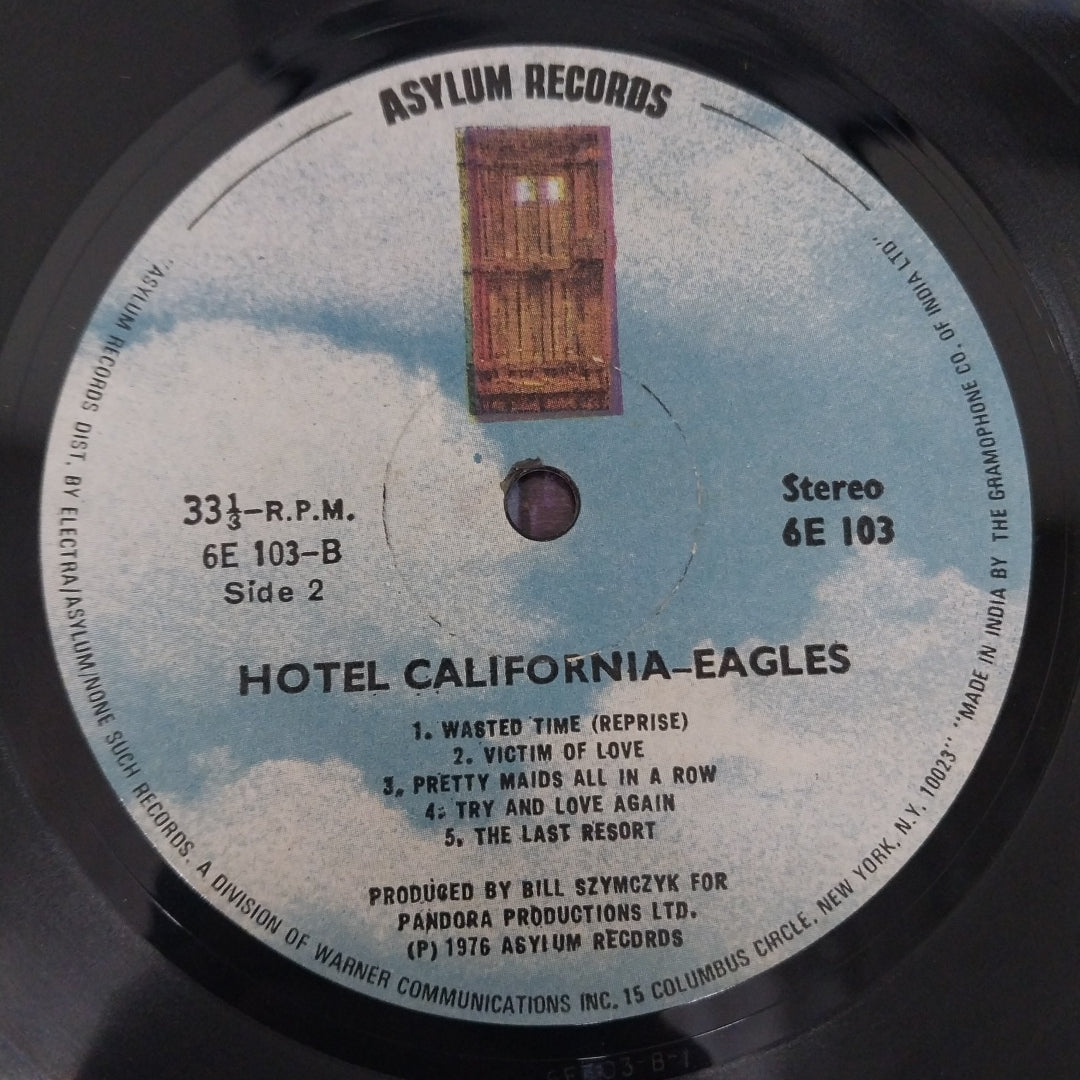 ASYLUM RECORDS
33⅓–R.P.M.
6E 103–B
Side 2
Stereo
6E 103
HOTEL CALIFORNIA–EAGLES
1. WASTED TIME (REPRISE)
2. VICTIM OF LOVE
3. PRETTY MAIDS ALL IN A ROW
4. TRY AND LOVE AGAIN
5. THE LAST RESORT
PRODUCED BY BILL SZYMCZYK FOR
PANDORA PRODUCTIONS LTD.
(P) 1976 ASYLUM RECORDS
"ASYLUM RECORDS DIST. BY ELECTRA/ASYLUM/NONE SUCH RECORDS. A DIVISION OF WARNER COMMUNICATIONS INC. 15 COLUMBUS CIRCLE, NEW YORK, N.Y. 10023" "MADE IN INDIA BY THE GRAMOPHONE CO. OF INDIA LTD"